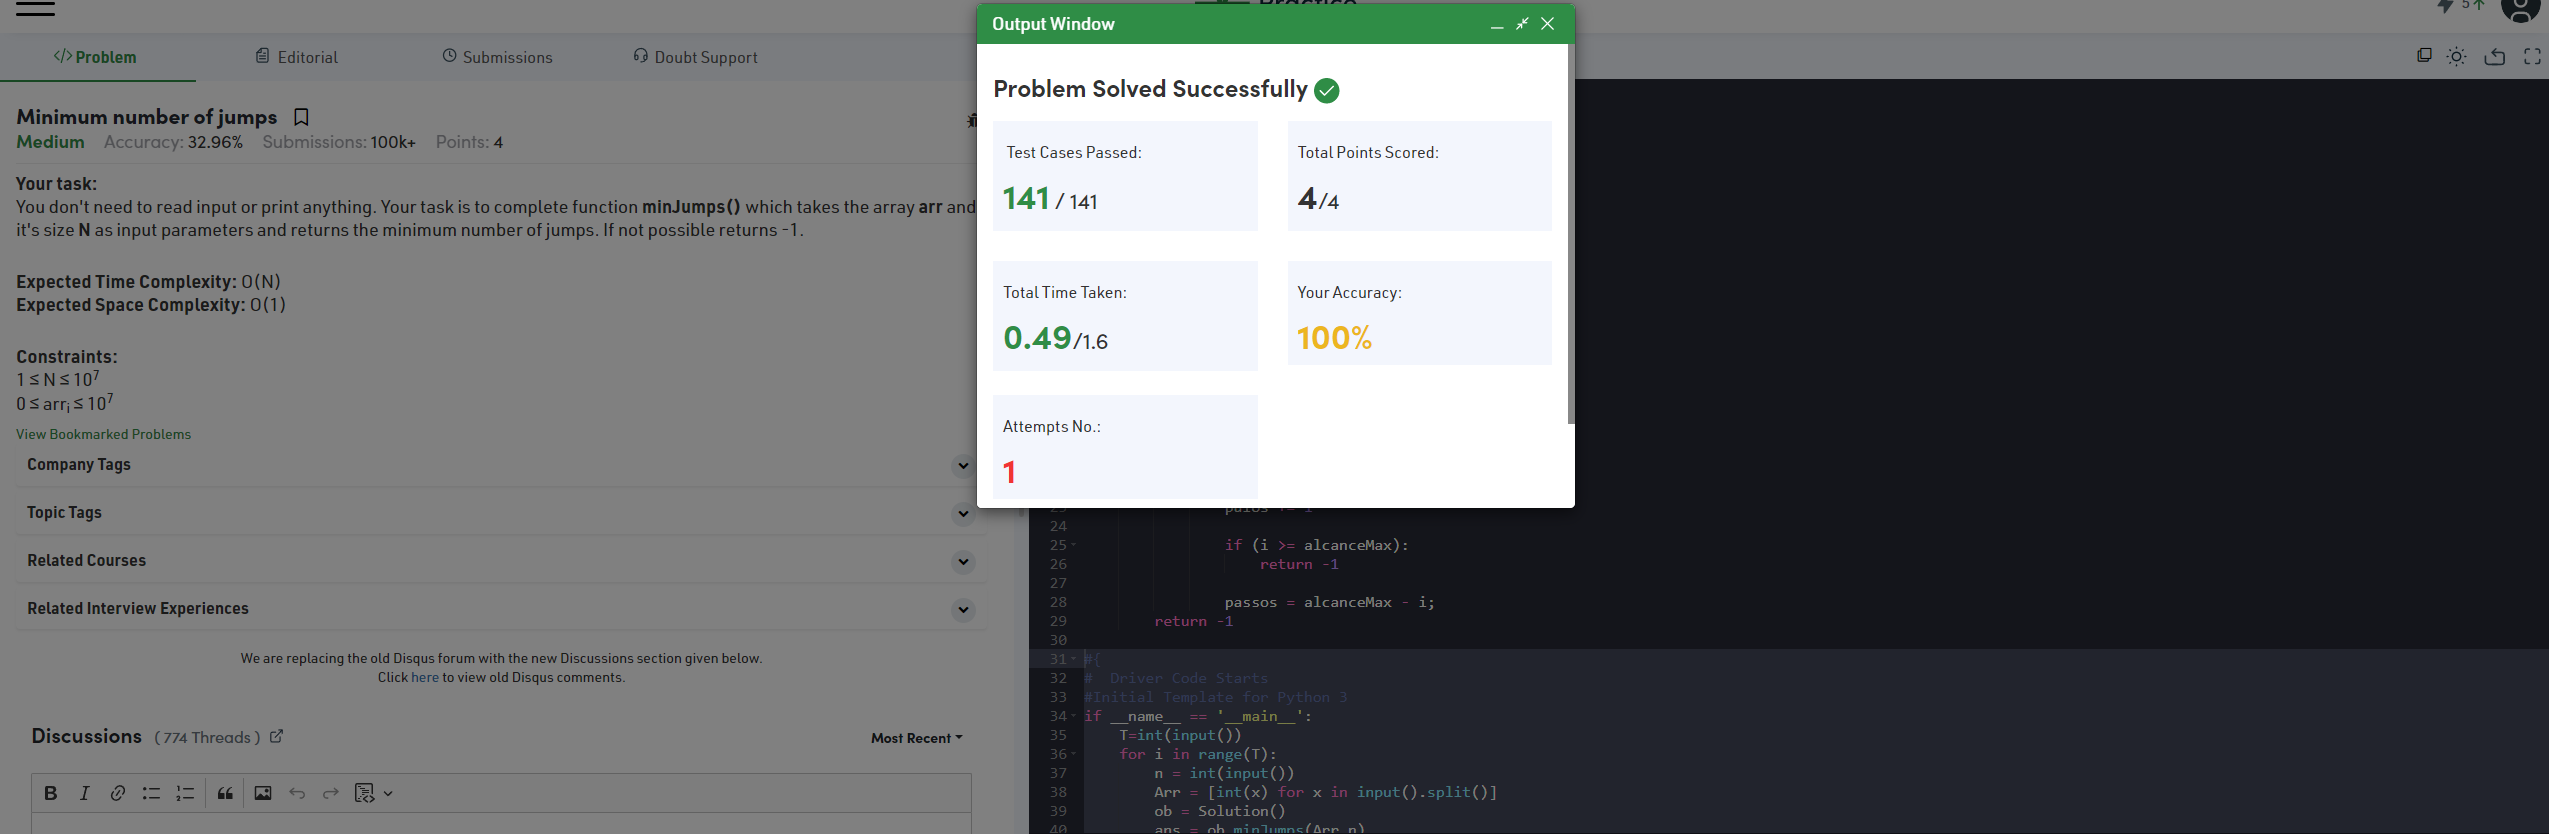 Practice
5
Output Window
Problem
Editorial
Submissions
Doubt Support
Minimum number of jumps
Medium Accuracy: 32.96% Submissions: 100k+ Points: 4
Your task:
You don't need to read input or print anything. Your task is to complete function minJumps() which takes the array arr and
it's size N as input parameters and returns the minimum number of jumps. If not possible returns -1.
Expected Time Complexity: O(N)
Expected Space Complexity: O(1)
Constraints:
1 ≤ N ≤ 10^7
0 ≤ arr_i ≤ 10^7
View Bookmarked Problems
Company Tags
Topic Tags
Related Courses
Related Interview Experiences
We are replacing the old Disqus forum with the new Discussions section given below.
Click here to view old Disqus comments.
Discussions ( 774 Threads )
Most Recent
B I
Problem Solved Successfully
Test Cases Passed:
141 / 141
Total Points Scored:
4/4
Total Time Taken:
0.49/1.6
Your Accuracy:
100%
Attempts No.:
1
24
25 if (i >= alcanceMax):
26 return -1
27
28 passos = alcanceMax - i;
29 return -1
30
31 #{
32 # Driver Code Starts
33 #Initial Template for Python 3
34 if __name__ == '__main__':
35 T=int(input())
36 for i in range(T):
37 n = int(input())
38 Arr = [int(x) for x in input().split()]
39 ob = Solution()
40 ans = ob.minJumps(Arr,n)